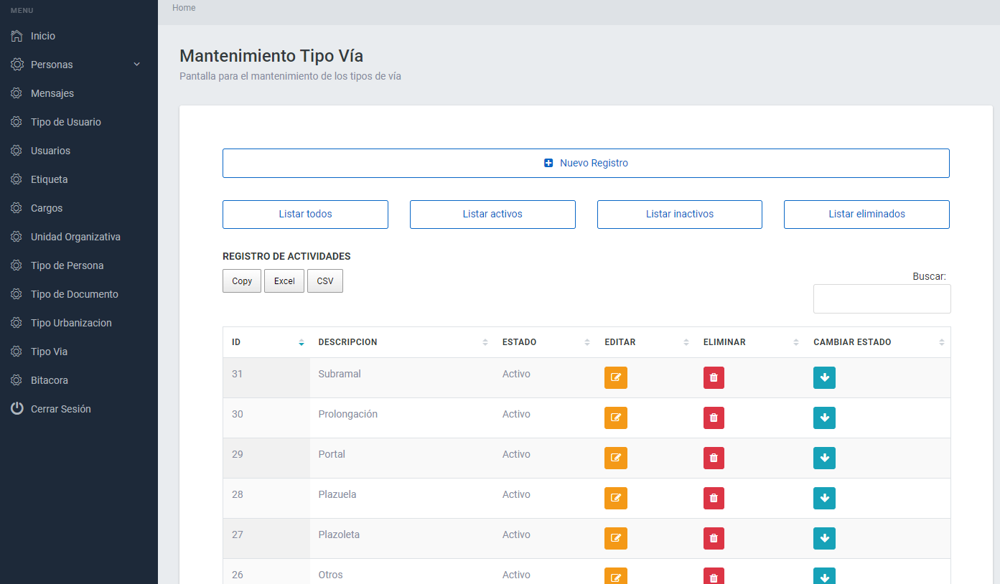 MENU
Inicio
Personas
Mensajes
Tipo de Usuario
Usuarios
Etiqueta
Cargos
Unidad Organizativa
Tipo de Persona
Tipo de Documento
Tipo Urbanizacion
Tipo Via
Bitacora
Cerrar Sesión
Home
Mantenimiento Tipo Vía
Pantalla para el mantenimiento de los tipos de vía
Nuevo Registro
Listar todos Listar activos Listar inactivos Listar eliminados
REGISTRO DE ACTIVIDADES
Copy Excel CSV
Buscar:
ID DESCRIPCION ESTADO EDITAR ELIMINAR CAMBIAR ESTADO
31 Subramal Activo
30 Prolongación Activo
29 Portal Activo
28 Plazuela Activo
27 Plazoleta Activo
26 Otros Activo